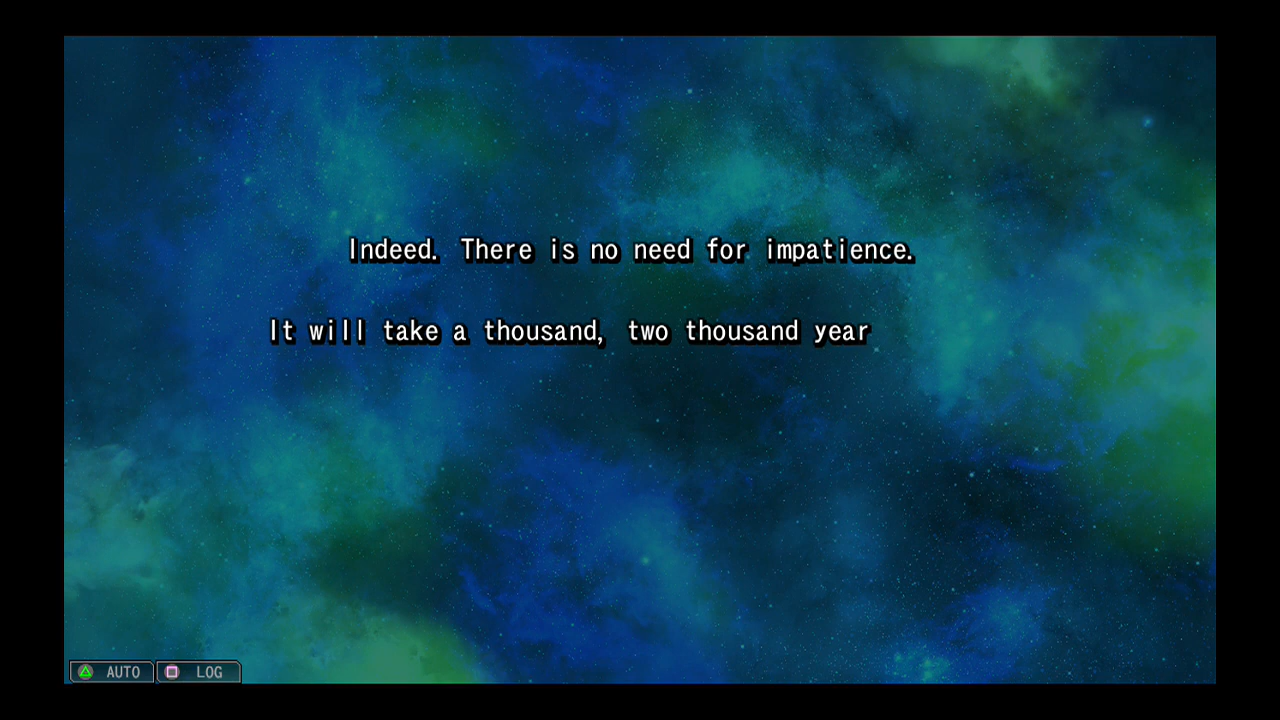 Indeed. There is no need for impatience.
It will take a thousand, two thousand year
AUTO LOG